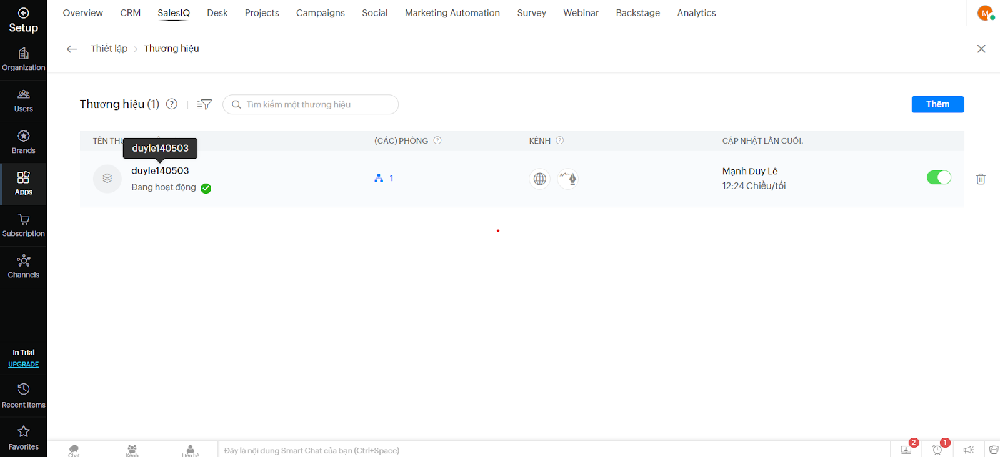 Setup
Overview CRM SalesIQ Desk Projects Campaigns Social Marketing Automation Survey Webinar Backstage Analytics
M
Thiết lập > Thương hiệu
Organization
Users
Brands
Apps
Subscription
Channels
In Trial
UPGRADE
Recent Items
Favorites
Thương hiệu (1) ?
Tìm kiếm một thương hiệu
Thêm
TÊN (CÁC) PHÒNG ? KÊNH ? CẬP NHẬT LẦN CUỐI.
duyle140503
duyle140503
Đang hoạt động
1
Mạnh Duy Lê
12:24 Chiều/tối
Chat Kênh Liên hệ
Đây là nội dung Smart Chat của bạn (Ctrl+Space)
2 1